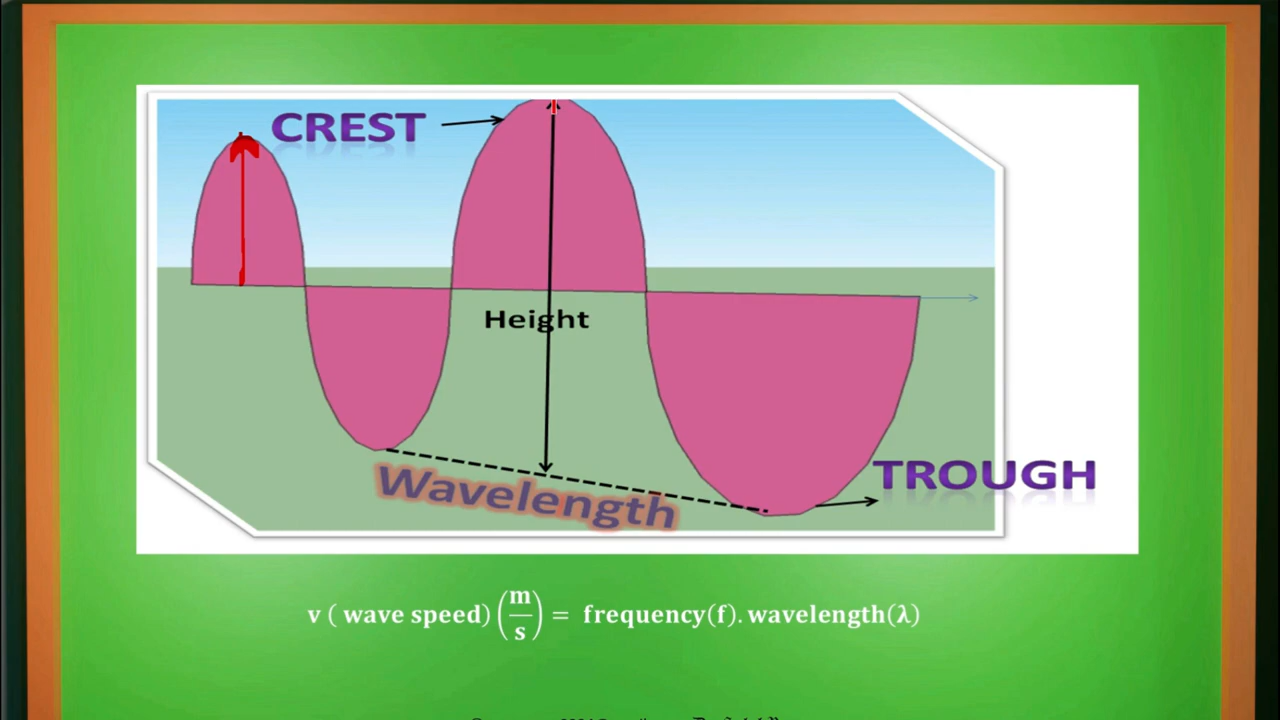 CREST
Height
Wavelength
TROUGH
v ( wave speed) (m/s) = frequency(f). wavelength(λ)